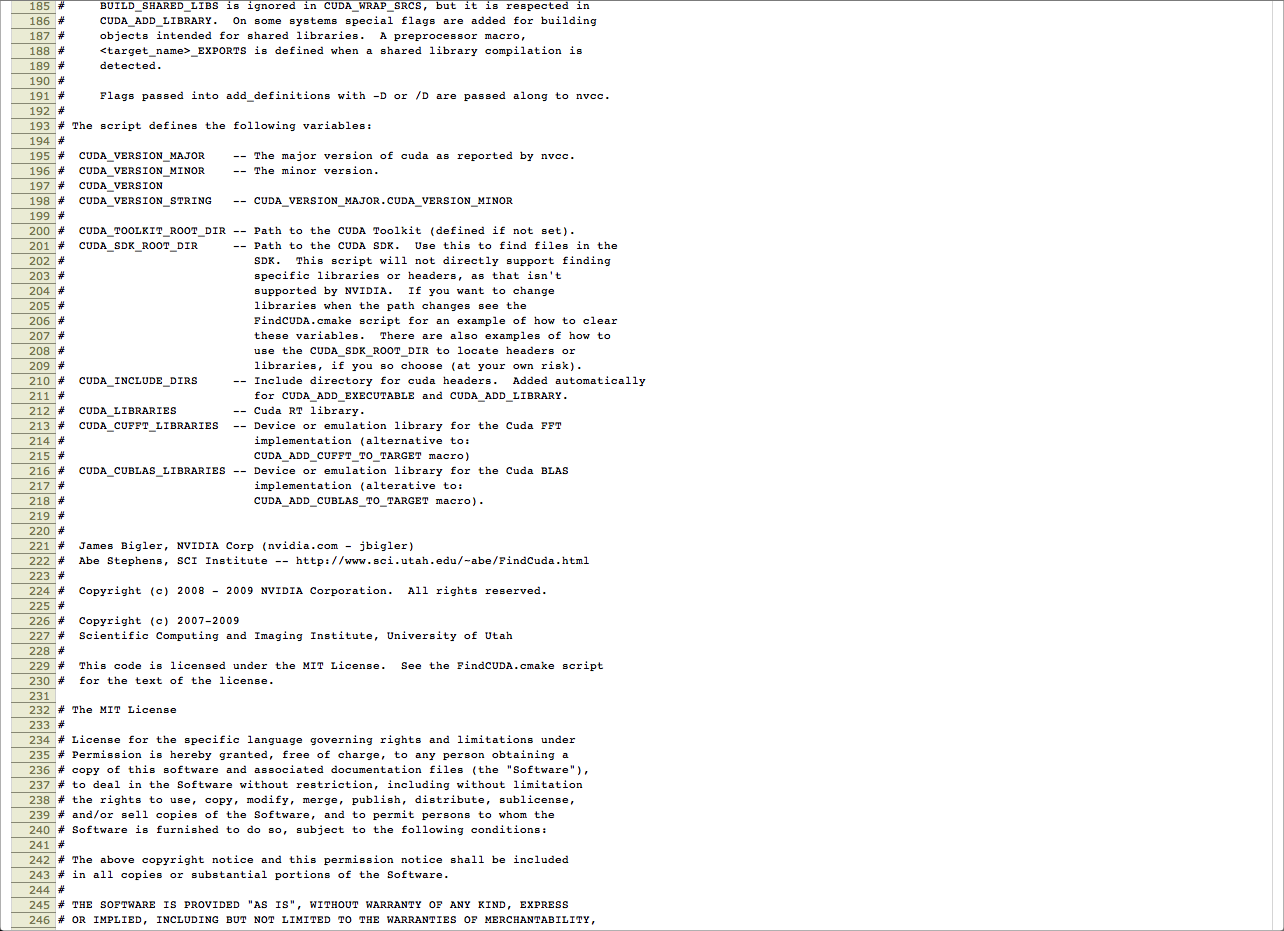 185 #     BUILD_SHARED_LIBS is ignored in CUDA_WRAP_SRCS, but it is respected in
186 #     CUDA_ADD_LIBRARY.  On some systems special flags are added for building
187 #     objects intended for shared libraries.  A preprocessor macro,
188 #     <target_name>_EXPORTS is defined when a shared library compilation is
189 #     detected.
190 #
191 #     Flags passed into add_definitions with -D or /D are passed along to nvcc.
192 #
193 # The script defines the following variables:
194 #
195 #  CUDA_VERSION_MAJOR    -- The major version of cuda as reported by nvcc.
196 #  CUDA_VERSION_MINOR    -- The minor version.
197 #  CUDA_VERSION
198 #  CUDA_VERSION_STRING   -- CUDA_VERSION_MAJOR.CUDA_VERSION_MINOR
199 #
200 #  CUDA_TOOLKIT_ROOT_DIR -- Path to the CUDA Toolkit (defined if not set).
201 #  CUDA_SDK_ROOT_DIR     -- Path to the CUDA SDK.  Use this to find files in the
202 #                           SDK.  This script will not directly support finding
203 #                           specific libraries or headers, as that isn't
204 #                           supported by NVIDIA.  If you want to change
205 #                           libraries when the path changes see the
206 #                           FindCUDA.cmake script for an example of how to clear
207 #                           these variables.  There are also examples of how to
208 #                           use the CUDA_SDK_ROOT_DIR to locate headers or
209 #                           libraries, if you so choose (at your own risk).
210 #  CUDA_INCLUDE_DIRS     -- Include directory for cuda headers.  Added automatically
211 #                           for CUDA_ADD_EXECUTABLE and CUDA_ADD_LIBRARY.
212 #  CUDA_LIBRARIES        -- Cuda RT library.
213 #  CUDA_CUFFT_LIBRARIES  -- Device or emulation library for the Cuda FFT
214 #                           implementation (alternative to:
215 #                           CUDA_ADD_CUFFT_TO_TARGET macro)
216 #  CUDA_CUBLAS_LIBRARIES -- Device or emulation library for the Cuda BLAS
217 #                           implementation (alterative to:
218 #                           CUDA_ADD_CUBLAS_TO_TARGET macro).
219 #
220 #
221 #  James Bigler, NVIDIA Corp (nvidia.com - jbigler)
222 #  Abe Stephens, SCI Institute -- http://www.sci.utah.edu/~abe/FindCuda.html
223 #
224 #  Copyright (c) 2008 - 2009 NVIDIA Corporation.  All rights reserved.
225 #
226 #  Copyright (c) 2007-2009
227 #  Scientific Computing and Imaging Institute, University of Utah
228 #
229 #  This code is licensed under the MIT License.  See the FindCUDA.cmake script
230 #  for the text of the license.
231
232 # The MIT License
233 #
234 # License for the specific language governing rights and limitations under
235 # Permission is hereby granted, free of charge, to any person obtaining a
236 # copy of this software and associated documentation files (the "Software"),
237 # to deal in the Software without restriction, including without limitation
238 # the rights to use, copy, modify, merge, publish, distribute, sublicense,
239 # and/or sell copies of the Software, and to permit persons to whom the
240 # Software is furnished to do so, subject to the following conditions:
241 #
242 # The above copyright notice and this permission notice shall be included
243 # in all copies or substantial portions of the Software.
244 #
245 # THE SOFTWARE IS PROVIDED "AS IS", WITHOUT WARRANTY OF ANY KIND, EXPRESS
246 # OR IMPLIED, INCLUDING BUT NOT LIMITED TO THE WARRANTIES OF MERCHANTABILITY,